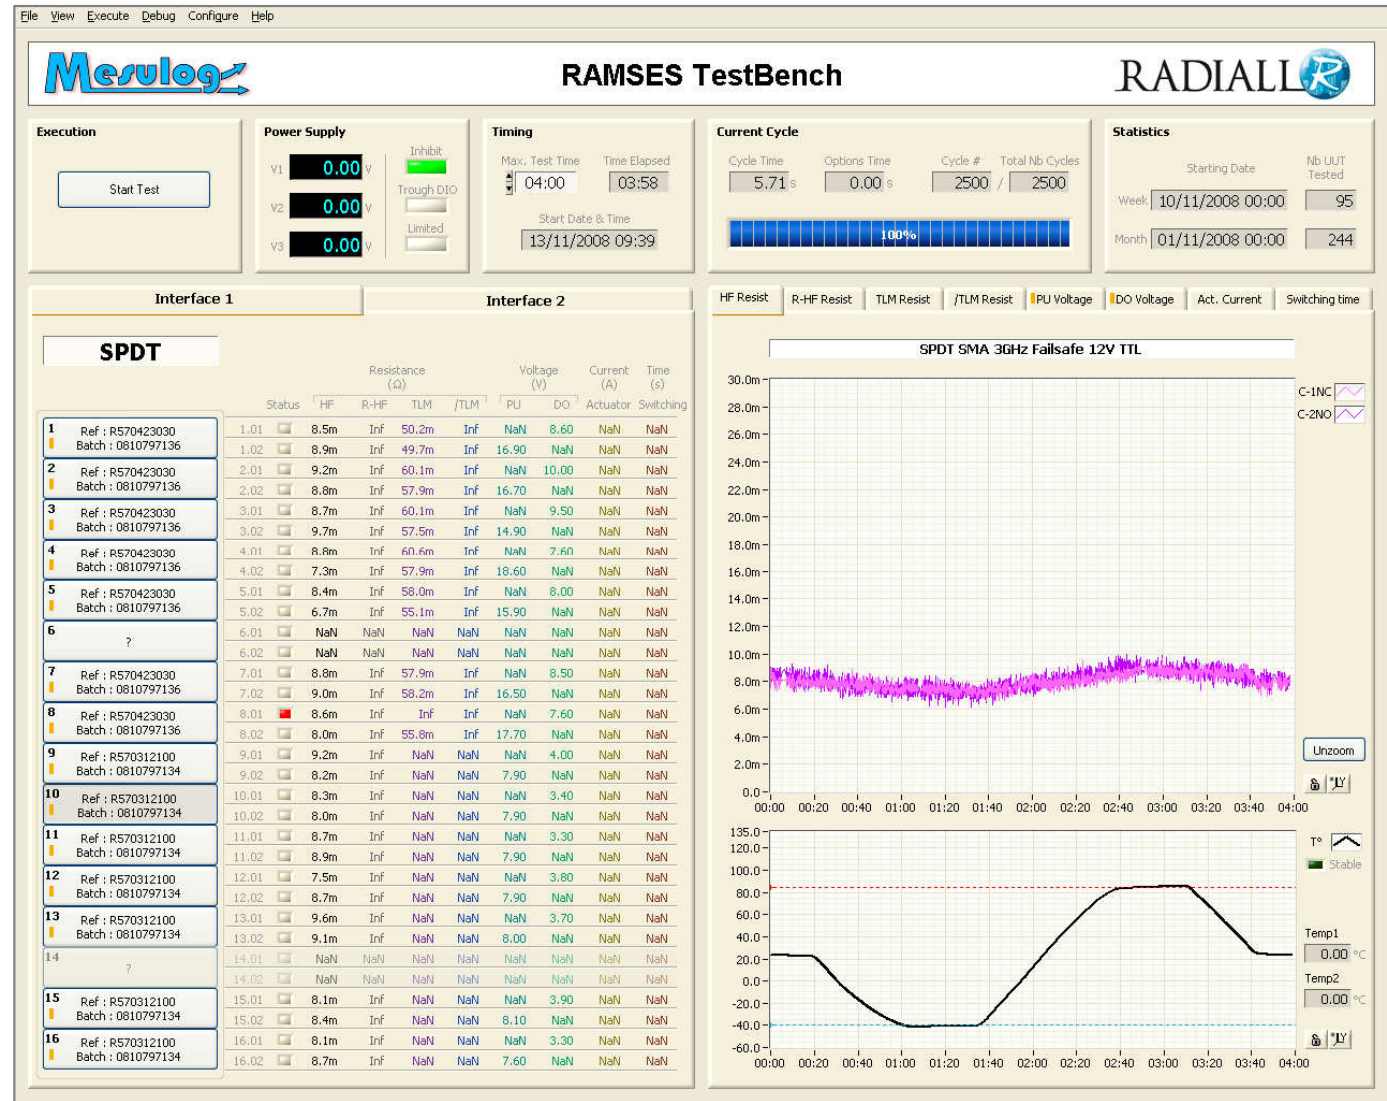 File View Execute Debug Configure Help
Mesulog
RAMSES TestBench
RADIALL R
Execution
Start Test
Power Supply
V1 0.00 V
V2 0.00 V
V3 0.00 V
Inhibit
Trough DIO
Limited
Timing
Max. Test Time Time Elapsed
04:00 03:58
Start Date & Time
13/11/2008 09:39
Current Cycle
Cycle Time Options Time Cycle # Total Nb Cycles
5.71 s 0.00 s 2500 / 2500
100%
Statistics
Starting Date Nb UUT Tested
Week 10/11/2008 00:00 95
Month 01/11/2008 00:00 244
Interface 1 Interface 2
SPDT
Resistance (Ω) Voltage (V) Current (A) Time (s)
Status HF R-HF TLM /TLM PU DO Actuator Switching
1 Ref : R570423030
Batch : 0810797136
2 Ref : R570423030
Batch : 0810797136
3 Ref : R570423030
Batch : 0810797136
4 Ref : R570423030
Batch : 0810797136
5 Ref : R570423030
Batch : 0810797136
6 ?
7 Ref : R570423030
Batch : 0810797136
8 Ref : R570423030
Batch : 0810797136
9 Ref : R570312100
Batch : 0810797134
10 Ref : R570312100
Batch : 0810797134
11 Ref : R570312100
Batch : 0810797134
12 Ref : R570312100
Batch : 0810797134
13 Ref : R570312100
Batch : 0810797134
14 ?
15 Ref : R570312100
Batch : 0810797134
16 Ref : R570312100
Batch : 0810797134
1.01 8.5m Inf 50.2m Inf NaN 8.60 NaN NaN
1.02 8.9m Inf 49.7m Inf 16.90 NaN NaN NaN
2.01 9.2m Inf 60.1m Inf NaN 10.00 NaN NaN
2.02 8.8m Inf 57.9m Inf 16.70 NaN NaN NaN
3.01 8.7m Inf 60.1m Inf NaN 9.50 NaN NaN
3.02 9.7m Inf 57.5m Inf 14.90 NaN NaN NaN
4.01 8.8m Inf 60.6m Inf NaN 7.60 NaN NaN
4.02 7.3m Inf 57.9m Inf 18.60 NaN NaN NaN
5.01 8.4m Inf 58.0m Inf NaN 8.00 NaN NaN
5.02 6.7m Inf 55.1m Inf 15.90 NaN NaN NaN
6.01 NaN NaN NaN NaN NaN NaN NaN NaN
6.02 NaN NaN NaN NaN NaN NaN NaN NaN
7.01 8.8m Inf 57.9m Inf NaN 8.50 NaN NaN
7.02 9.0m Inf 58.2m Inf 16.50 NaN NaN NaN
8.01 8.6m Inf Inf Inf NaN 7.60 NaN NaN
8.02 8.0m Inf 55.8m Inf 17.70 NaN NaN NaN
9.01 9.2m Inf NaN NaN NaN 4.00 NaN NaN
9.02 8.2m Inf NaN NaN 7.90 NaN NaN NaN
10.01 8.3m Inf NaN NaN NaN 3.40 NaN NaN
10.02 8.0m Inf NaN NaN 7.90 NaN NaN NaN
11.01 8.7m Inf NaN NaN NaN 3.30 NaN NaN
11.02 8.9m Inf NaN NaN 7.90 NaN NaN NaN
12.01 7.5m Inf NaN NaN NaN 3.80 NaN NaN
12.02 8.7m Inf NaN NaN 7.90 NaN NaN NaN
13.01 9.6m Inf NaN NaN NaN 3.70 NaN NaN
13.02 9.1m Inf NaN NaN 8.00 NaN NaN NaN
14.01 NaN NaN NaN NaN NaN NaN NaN NaN
14.02 NaN NaN NaN NaN NaN NaN NaN NaN
15.01 8.1m Inf NaN NaN NaN 3.90 NaN NaN
15.02 8.4m Inf NaN NaN 8.10 NaN NaN NaN
16.01 8.1m Inf NaN NaN NaN 3.30 NaN NaN
16.02 8.7m Inf NaN NaN 7.60 NaN NaN NaN
HF Resist R-HF Resist TLM Resist /TLM Resist PU Voltage DO Voltage Act. Current Switching time
SPDT SMA 3GHz Failsafe 12V TTL
30.0m
28.0m
26.0m
24.0m
22.0m
20.0m
18.0m
16.0m
14.0m
12.0m
10.0m
8.0m
6.0m
4.0m
2.0m
0.0
00:00 00:20 00:40 01:00 01:20 01:40 02:00 02:20 02:40 03:00 03:20 03:40 04:00
C-1NC
C-2NO
Unzoom
135.0
120.0
100.0
80.0
60.0
40.0
20.0
0.0
-20.0
-40.0
-60.0
00:00 00:20 00:40 01:00 01:20 01:40 02:00 02:20 02:40 03:00 03:20 03:40 04:00
T°
Stable
Temp1
0.00 °C
Temp2
0.00 °C